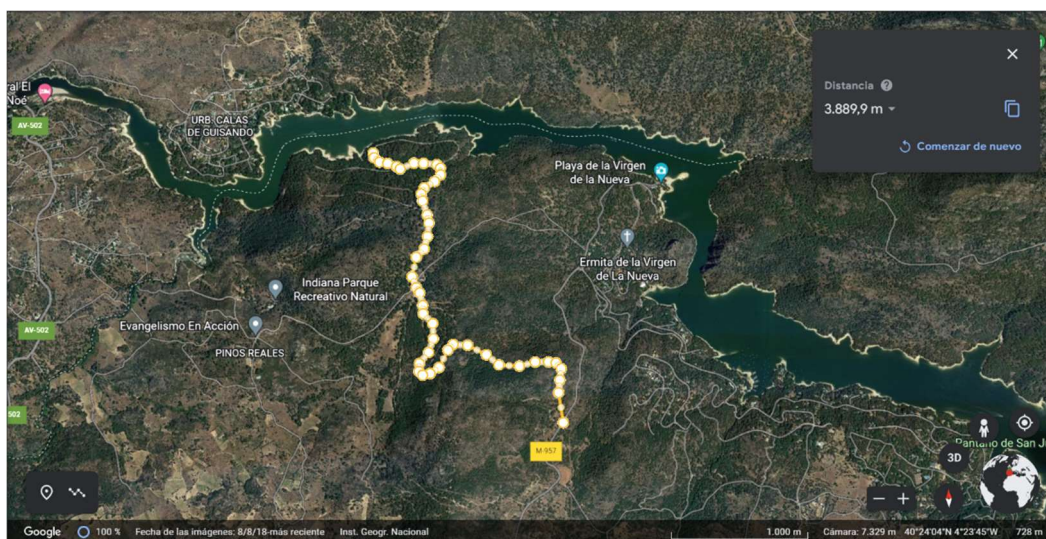 ral El
Noé
AV-502
URB. CALAS
DE GUISANDO
Playa de la Virgen
de la Nueva
Distancia
3.889,9 m
Comenzar de nuevo
Ermita de la Virgen
de La Nueva
Indiana Parque
Recreativo Natural
Evangelismo En Acción
PINOS REALES
AV-502
502
M-957
Pantano de San Ju
3D
Google
100 %
Fecha de las imágenes: 8/8/18-más reciente
Inst. Geogr. Nacional
1.000 m
Cámara: 7.329 m
40°24'04"N 4°23'45"W
728 m